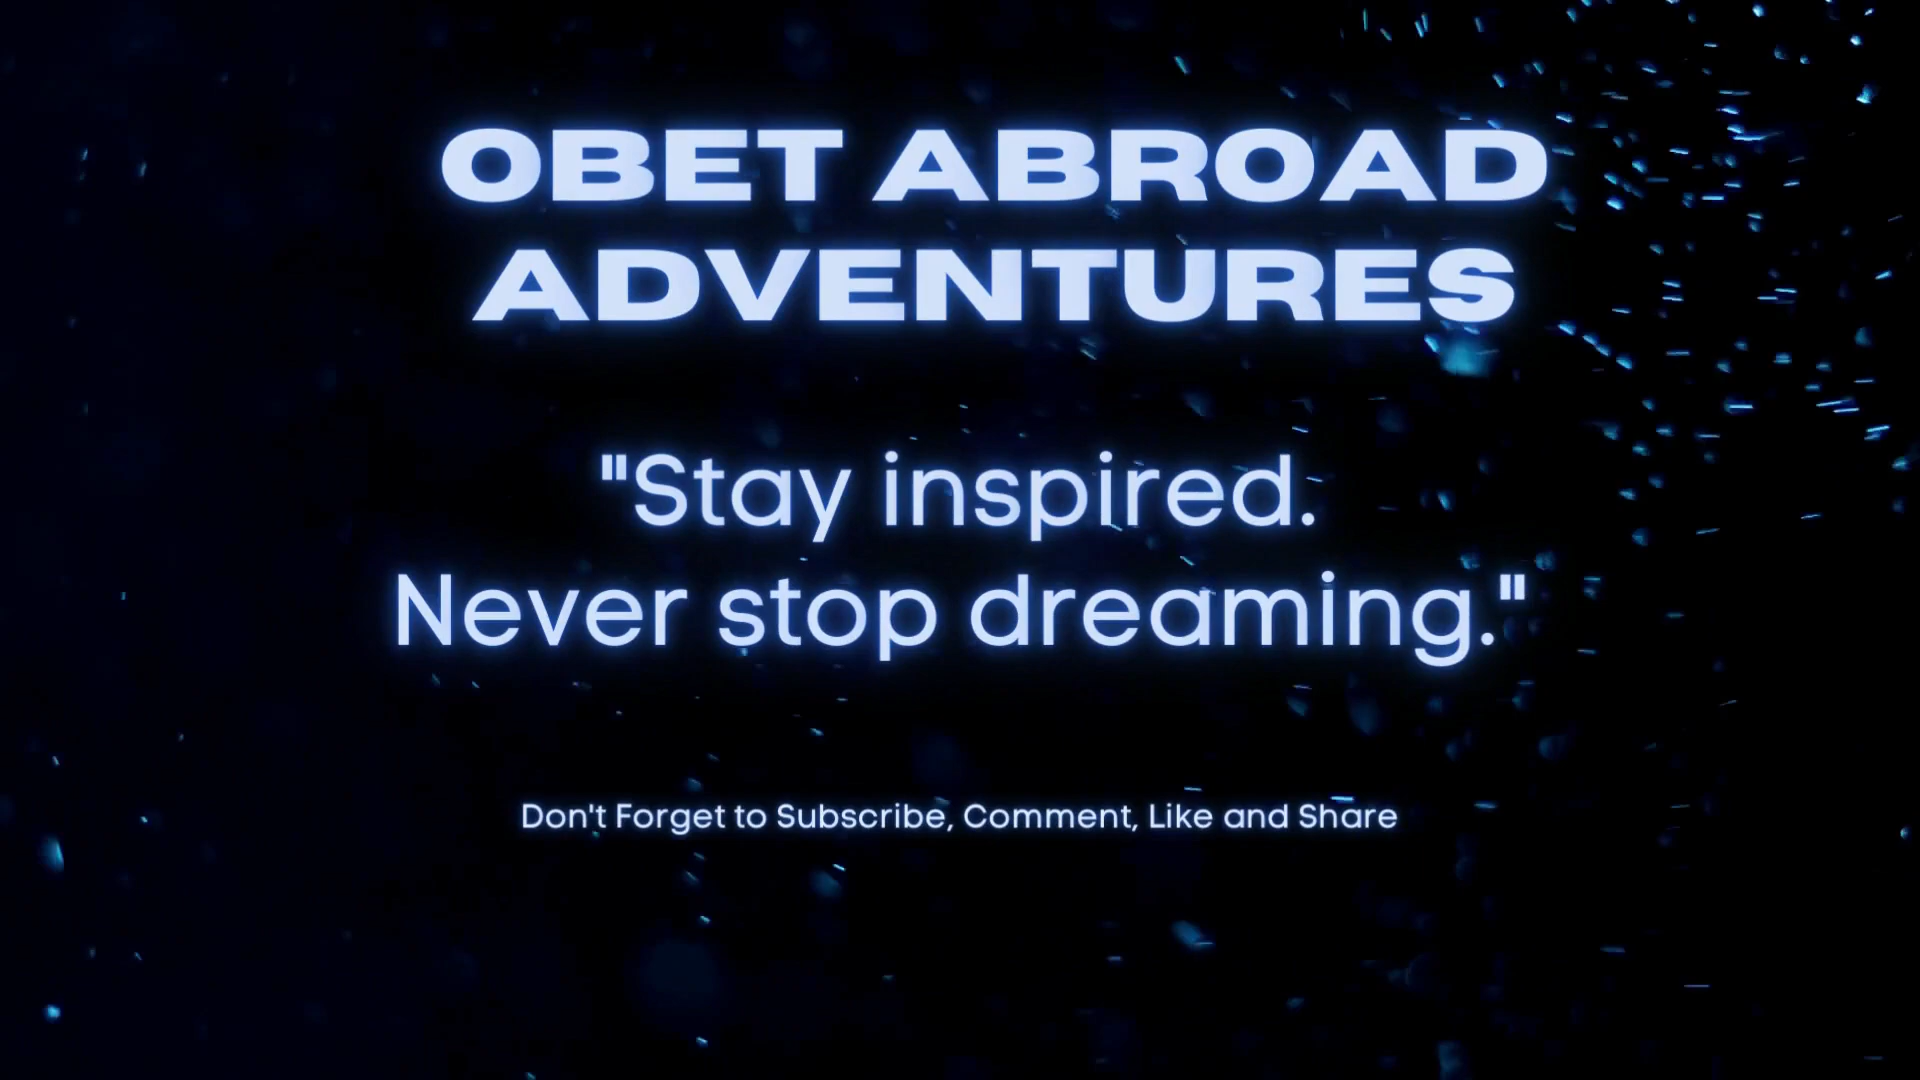 OBET ABROAD
ADVENTURES
"Stay inspired.
Never stop dreaming."
Don't Forget to Subscribe, Comment, Like and Share